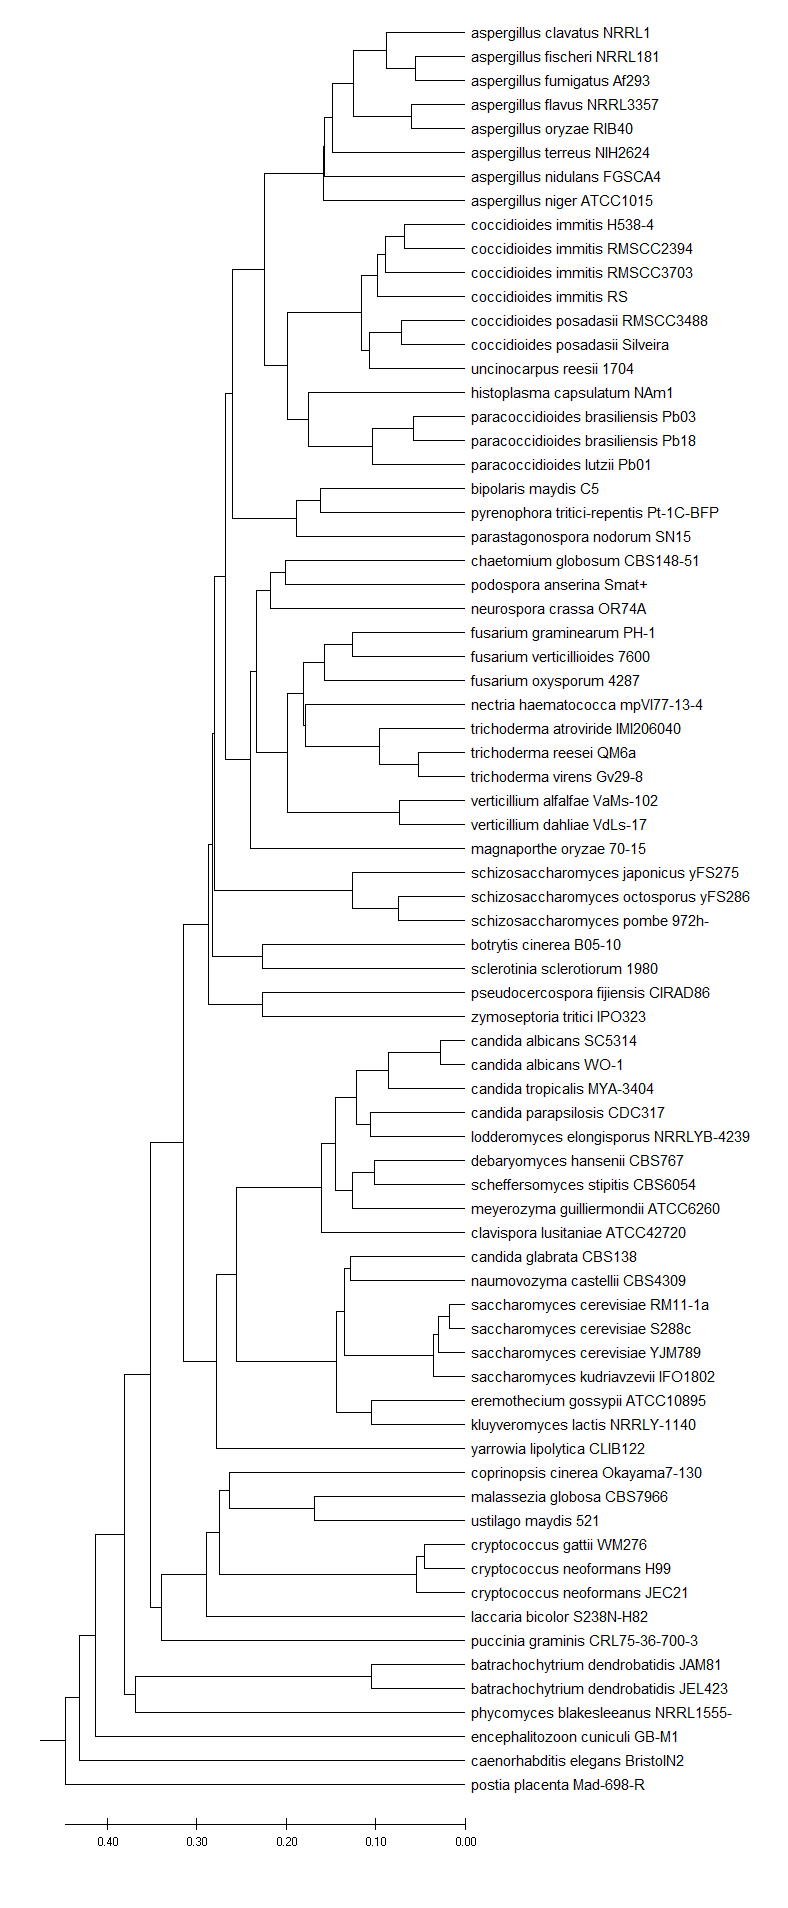 aspergillus clavatus NRRL1
aspergillus fischeri NRRL181
aspergillus fumigatus Af293
aspergillus flavus NRRL3357
aspergillus oryzae RIB40
aspergillus terreus NIH2624
aspergillus nidulans FGSCA4
aspergillus niger ATCC1015
coccidioides immitis H538-4
coccidioides immitis RMSCC2394
coccidioides immitis RMSCC3703
coccidioides immitis RS
coccidioides posadasii RMSCC3488
coccidioides posadasii Silveira
uncinocarpus reesii 1704
histoplasma capsulatum NAm1
paracoccidioides brasiliensis Pb03
paracoccidioides brasiliensis Pb18
paracoccidioides lutzii Pb01
bipolaris maydis C5
pyrenophora tritici-repentis Pt-1C-BFP
parastagonospora nodorum SN15
chaetomium globosum CBS148-51
podospora anserina Smat+
neurospora crassa OR74A
fusarium graminearum PH-1
fusarium verticillioides 7600
fusarium oxysporum 4287
nectria haematococca mpVI77-13-4
trichoderma atroviride IMI206040
trichoderma reesei QM6a
trichoderma virens Gv29-8
verticillium alfalfae VaMs-102
verticillium dahliae VdLs-17
magnaporthe oryzae 70-15
schizosaccharomyces japonicus yFS275
schizosaccharomyces octosporus yFS286
schizosaccharomyces pombe 972h-
botrytis cinerea B05-10
sclerotinia sclerotiorum 1980
pseudocercospora fijiensis CIRAD86
zymoseptoria tritici IPO323
candida albicans SC5314
candida albicans WO-1
candida tropicalis MYA-3404
candida parapsilosis CDC317
lodderomyces elongisporus NRRLYB-4239
debaryomyces hansenii CBS767
scheffersomyces stipitis CBS6054
meyerozyma guilliermondii ATCC6260
clavispora lusitaniae ATCC42720
candida glabrata CBS138
naumovozyma castellii CBS4309
saccharomyces cerevisiae RM11-1a
saccharomyces cerevisiae S288c
saccharomyces cerevisiae YJM789
saccharomyces kudriavzevii IFO1802
eremothecium gossypii ATCC10895
kluyveromyces lactis NRRLY-1140
yarrowia lipolytica CLIB122
coprinopsis cinerea Okayama7-130
malassezia globosa CBS7966
ustilago maydis 521
cryptococcus gattii WM276
cryptococcus neoformans H99
cryptococcus neoformans JEC21
laccaria bicolor S238N-H82
puccinia graminis CRL75-36-700-3
batrachochytrium dendrobatidis JAM81
batrachochytrium dendrobatidis JEL423
phycomyces blakesleeanus NRRL1555-
encephalitozoon cuniculi GB-M1
caenorhabditis elegans BristolN2
postia placenta Mad-698-R
0.40 0.30 0.20 0.10 0.00